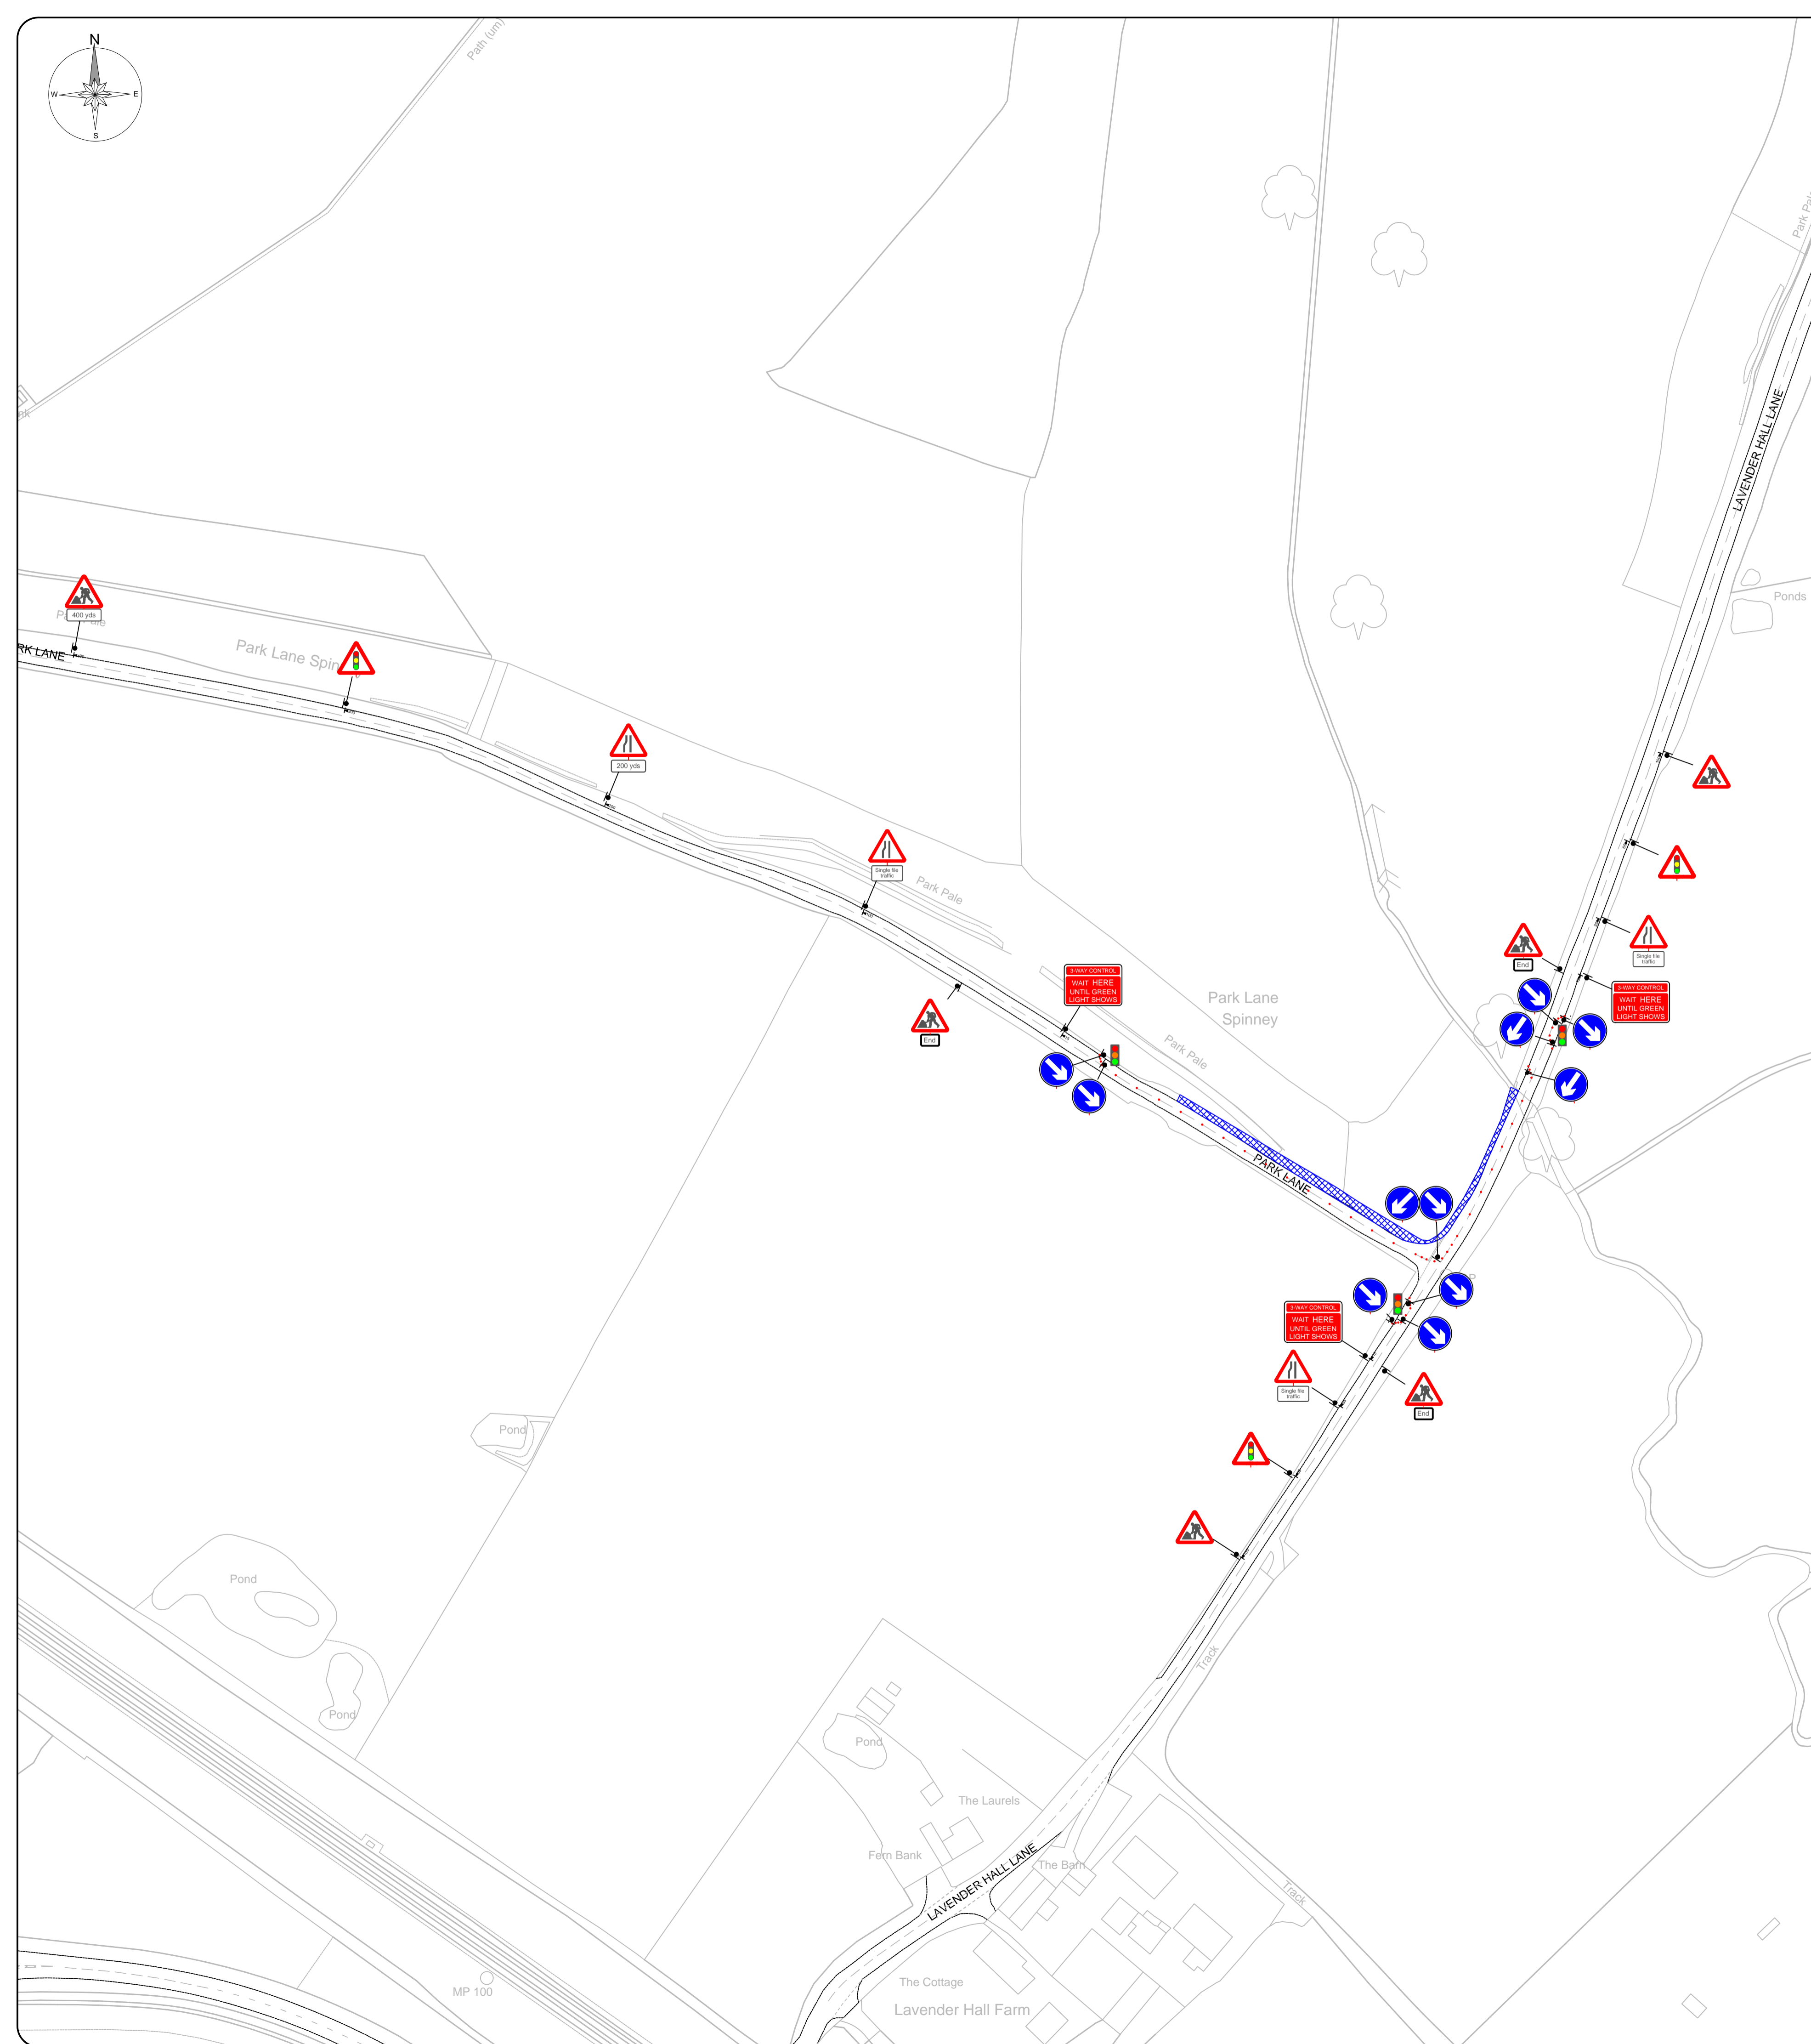 N
W
E
S
Path (um)
Park Pale
LAVENDER HALL LANE
Ponds
400 yds
PARK LANE
Park Lane Spinney
200 yds
Single file
traffic
Park Pale
End
3-WAY CONTROL
WAIT HERE
UNTIL GREEN
LIGHT SHOWS
Park Lane
Spinney
Park Pale
End
Single file
traffic
3-WAY CONTROL
WAIT HERE
UNTIL GREEN
LIGHT SHOWS
PARK LANE
3-WAY CONTROL
WAIT HERE
UNTIL GREEN
LIGHT SHOWS
Single file
traffic
End
Pond
Pond
Pond
Track
Pond
The Laurels
Fern Bank
LAVENDER HALL LANE
The Barn
Track
The Cottage
MP 100
Lavender Hall Farm